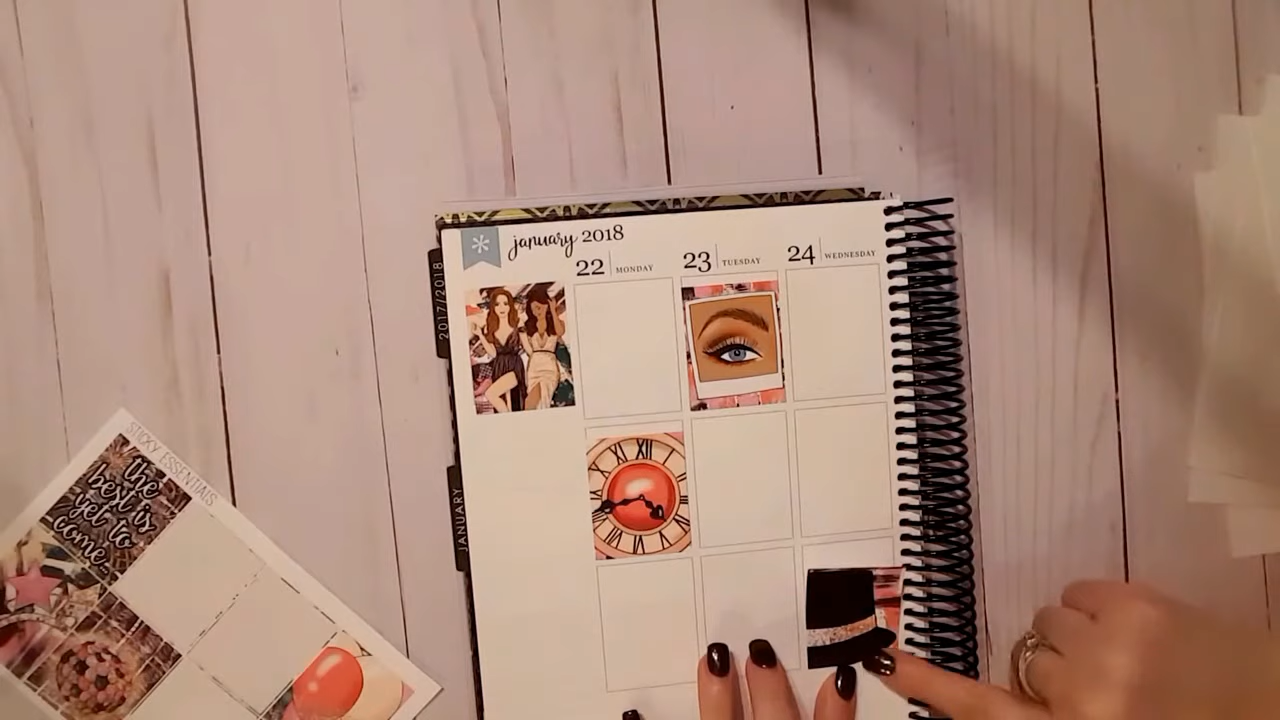 january 2018
22 MONDAY
23 TUESDAY
24 WEDNESDAY
2017/2018
JANUARY
XII
STICKY ESSENTIALS
the
best is
yet to
come